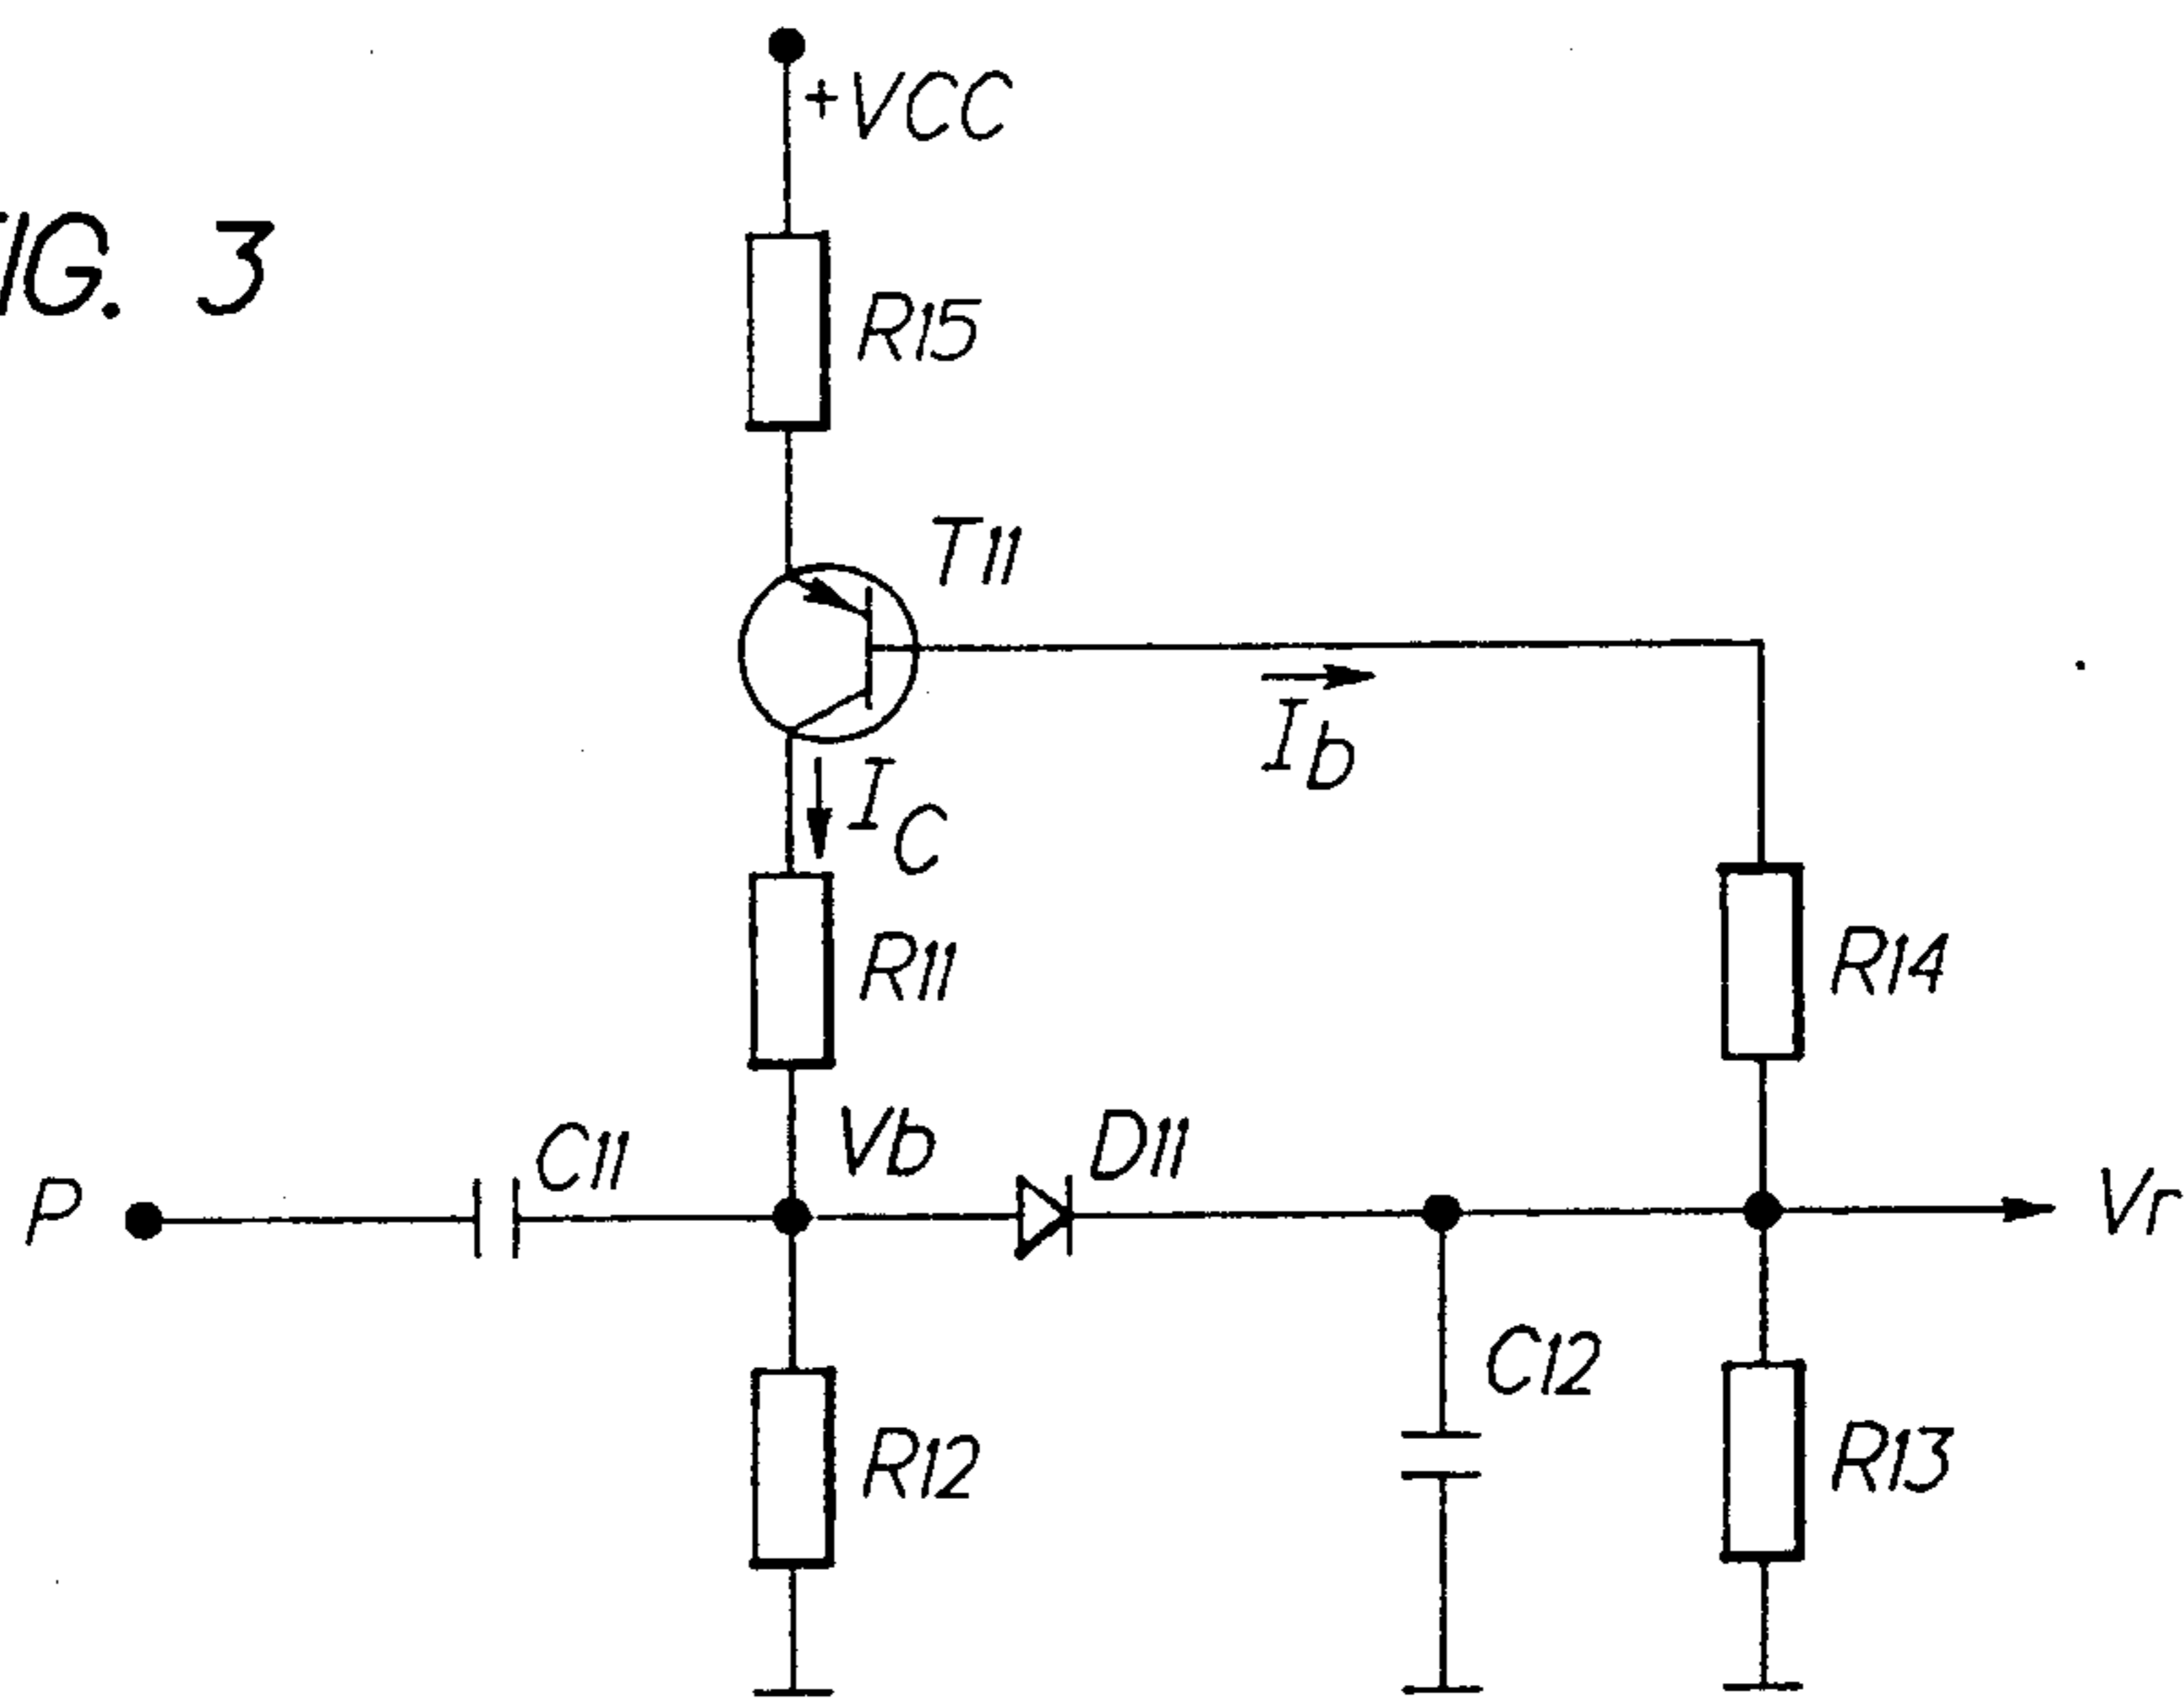 +VCC
IG. 3
R15
T11
Ib
IC
R11
R14
Vb
D11
C11
P
Vr
C12
R12
R13